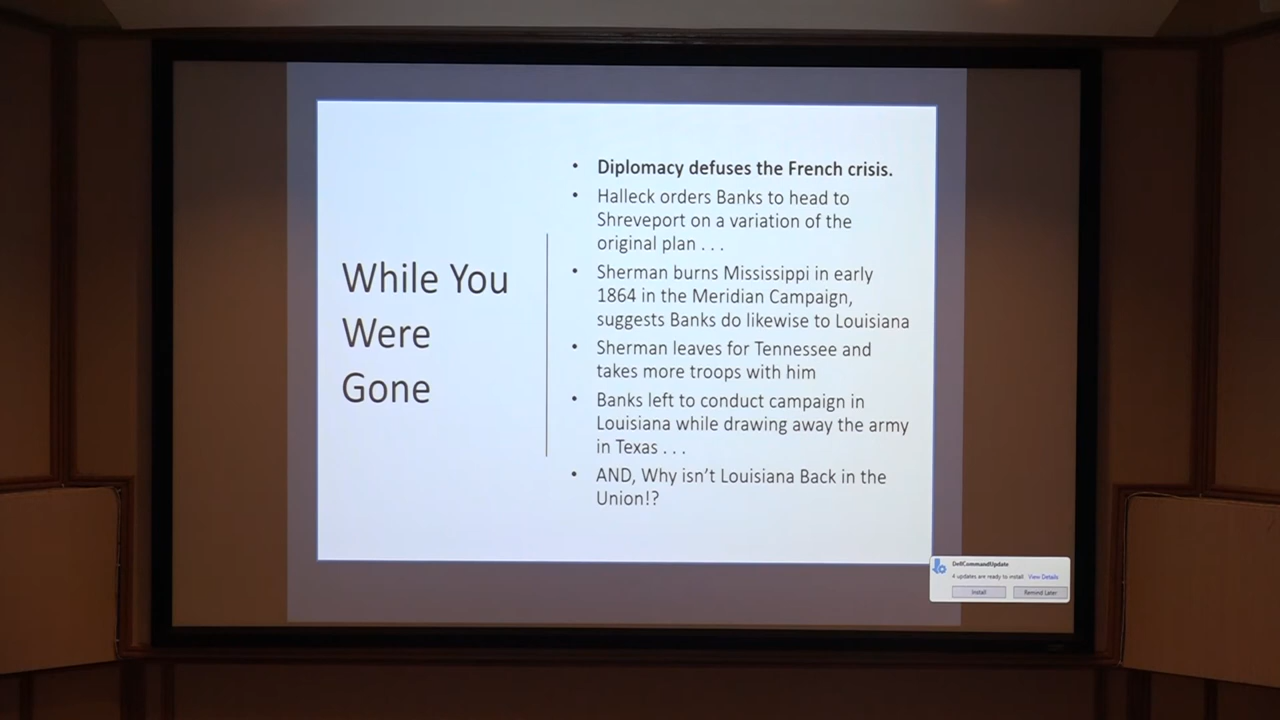 While You
Were
Gone
• Diplomacy defuses the French crisis.
• Halleck orders Banks to head to
Shreveport on a variation of the
original plan . . .
• Sherman burns Mississippi in early
1864 in the Meridian Campaign,
suggests Banks do likewise to Louisiana
• Sherman leaves for Tennessee and
takes more troops with him
• Banks left to conduct campaign in
Louisiana while drawing away the army
in Texas . . .
• AND, Why isn't Louisiana Back in the
Union!?
DellCommandUpdate
4 updates are ready to install View Details
Install Remind Later